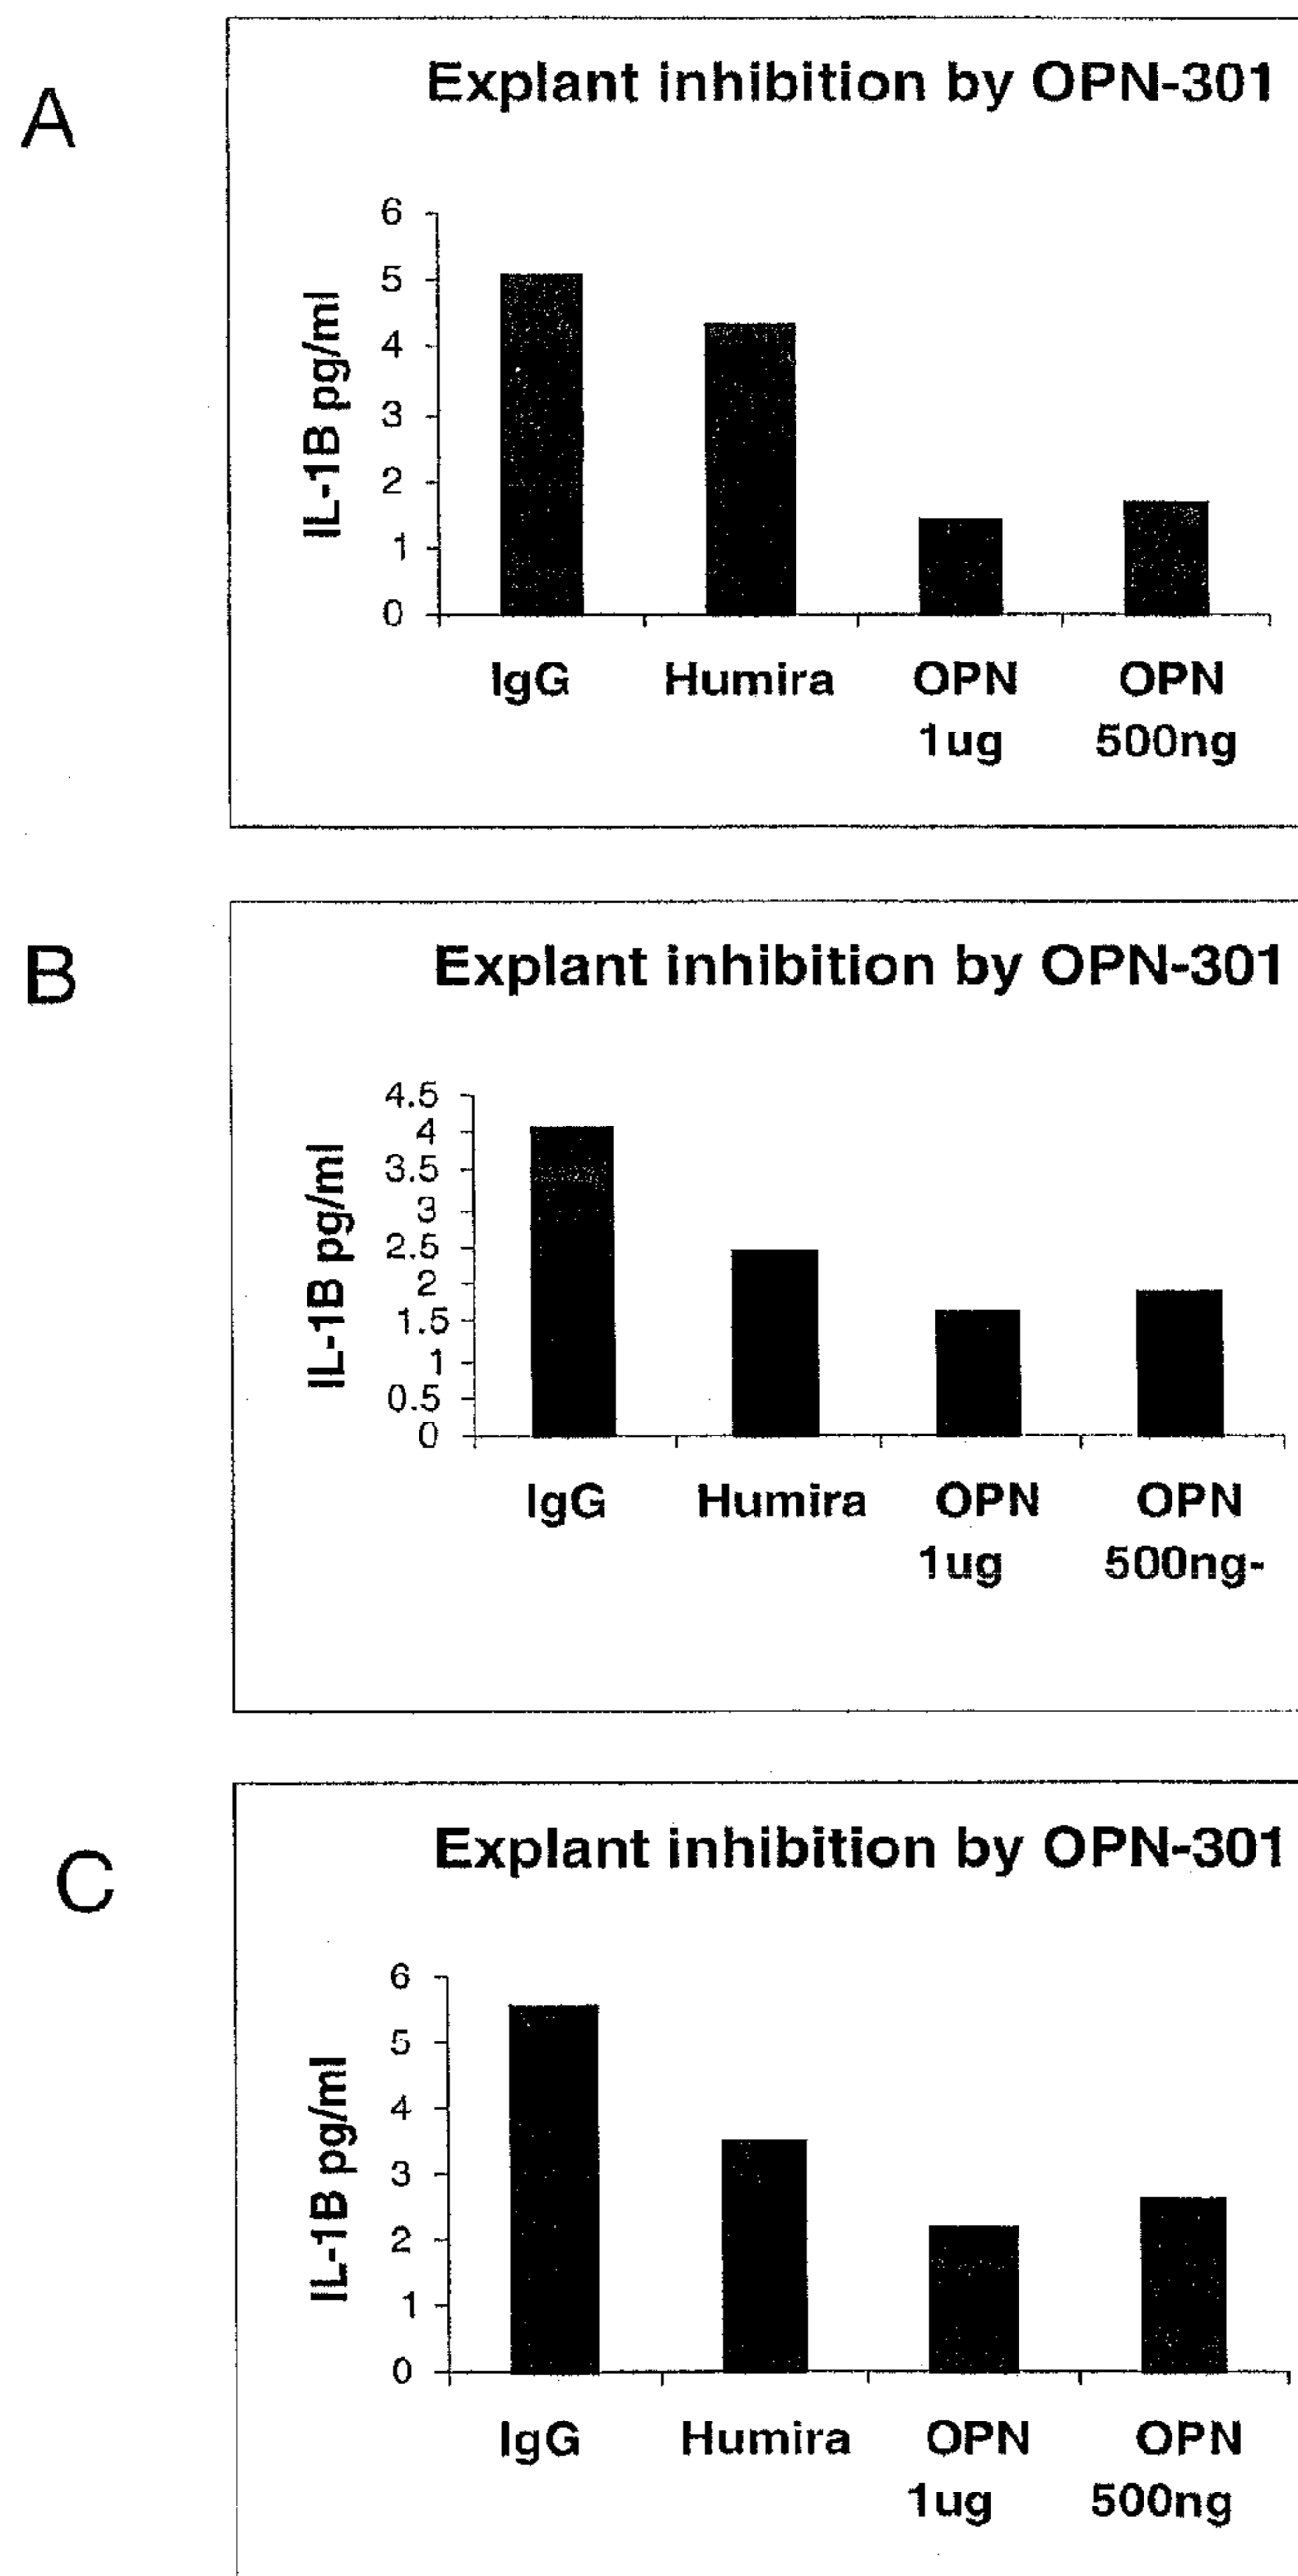 A
Explant inhibition by OPN-301
IL-1B pg/ml
6
5
4
3
2
1
0
IgG Humira OPN OPN
1ug 500ng
B
Explant inhibition by OPN-301
IL-1B pg/ml
4.5
4
3.5
3
2.5
2
1.5
1
0.5
0
IgG Humira OPN OPN
1ug 500ng-
C
Explant inhibition by OPN-301
IL-1B pg/ml
6
5
4
3
2
1
0
IgG Humira OPN OPN
1ug 500ng